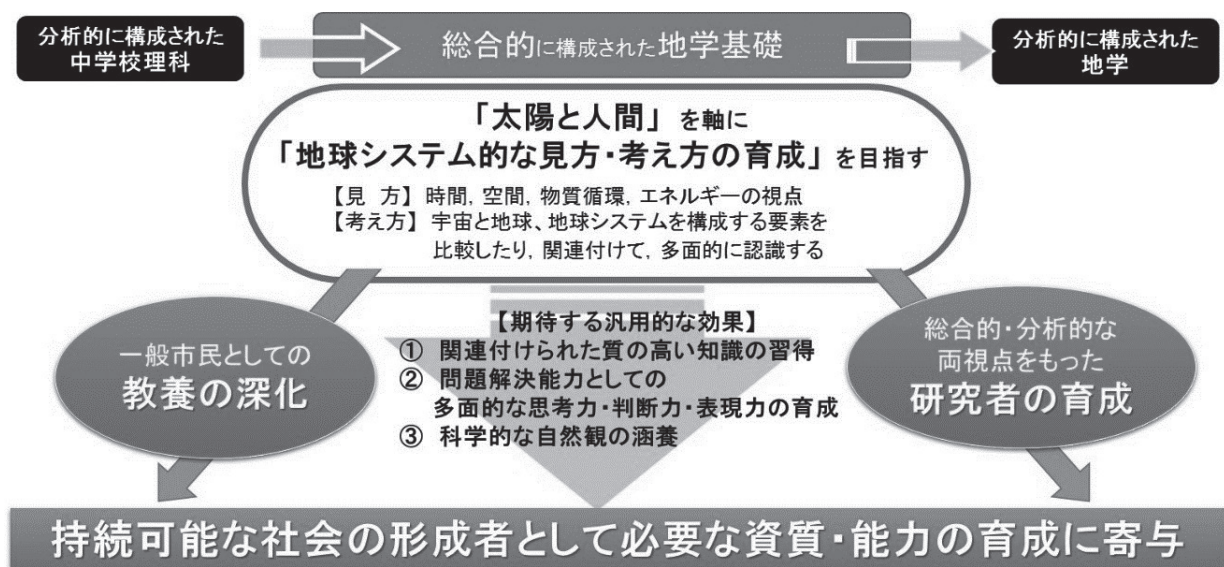 分析的に構成された
中学校理科
総合的に構成された地学基礎
分析的に構成された
地学
「太陽と人間」を軸に
「地球システム的な見方・考え方の育成」を目指す
【見 方】 時間, 空間, 物質循環, エネルギーの視点
【考え方】 宇宙と地球、地球システムを構成する要素を
比較したり, 関連付けて, 多面的に認識する
一般市民としての
教養の深化
【期待する汎用的な効果】
① 関連付けられた質の高い知識の習得
② 問題解決能力としての
多面的な思考力・判断力・表現力の育成
③ 科学的な自然観の涵養
総合的・分析的な
両視点をもった
研究者の育成
持続可能な社会の形成者として必要な資質・能力の育成に寄与